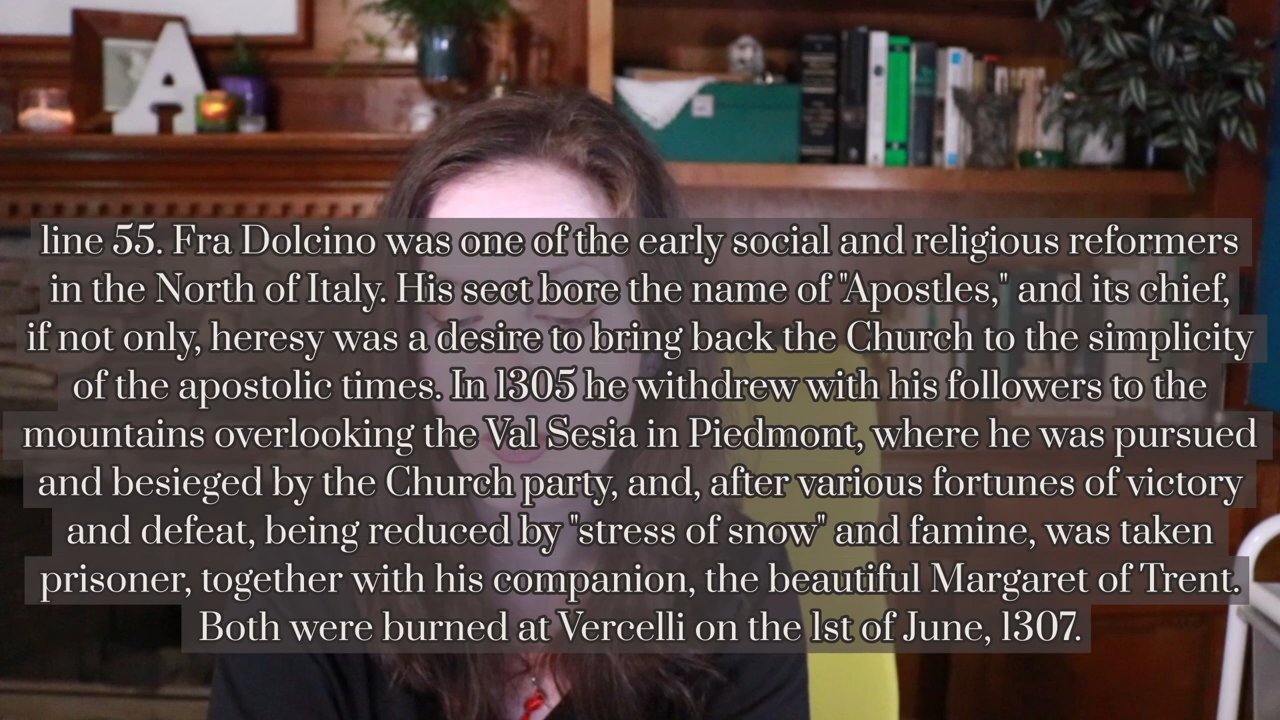 A
line 55. Fra Dolcino was one of the early social and religious reformers
in the North of Italy. His sect bore the name of "Apostles," and its chief,
if not only, heresy was a desire to bring back the Church to the simplicity
of the apostolic times. In 1305 he withdrew with his followers to the
mountains overlooking the Val Sesia in Piedmont, where he was pursued
and besieged by the Church party, and, after various fortunes of victory
and defeat, being reduced by "stress of snow" and famine, was taken
prisoner, together with his companion, the beautiful Margaret of Trent.
Both were burned at Vercelli on the 1st of June, 1307.